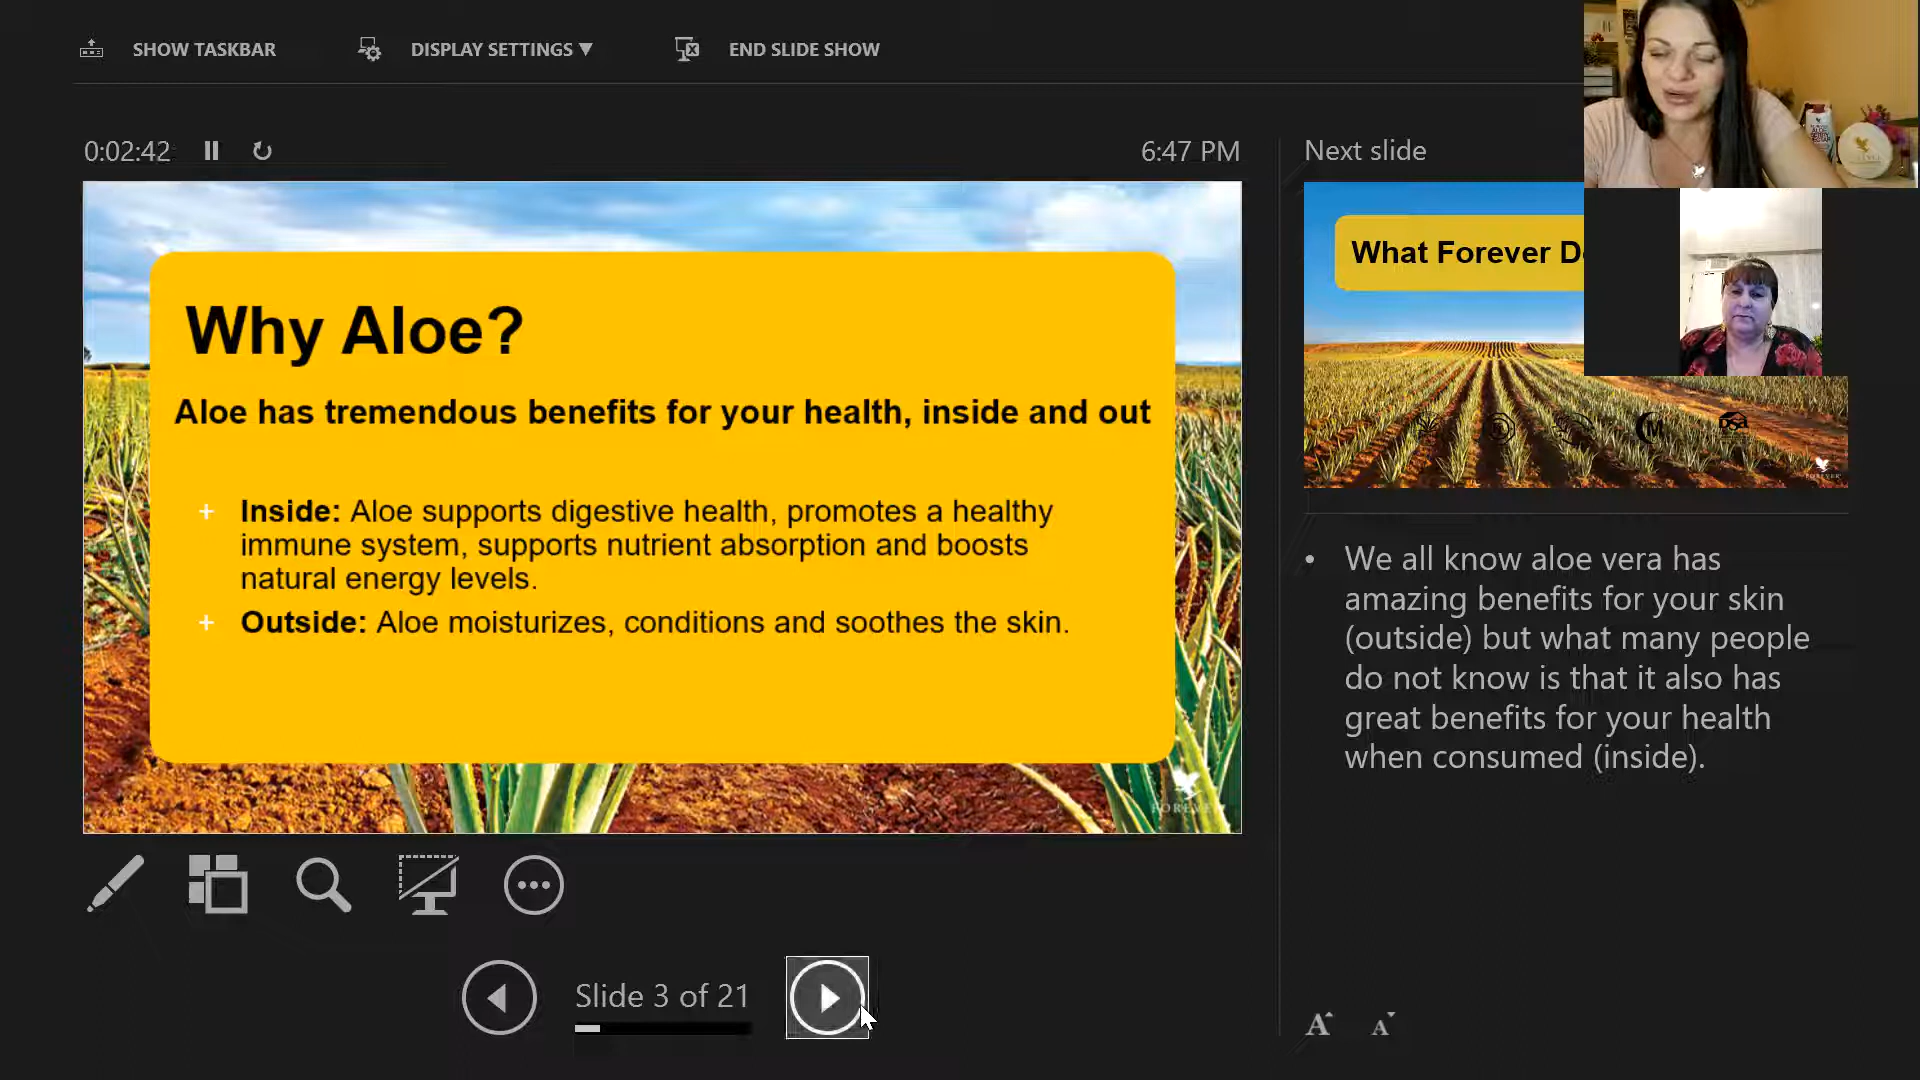 SHOW TASKBAR
DISPLAY SETTINGS ▼
END SLIDE SHOW
0:02:42
6:47 PM
Next slide
Why Aloe?
Aloe has tremendous benefits for your health, inside and out
+ Inside: Aloe supports digestive health, promotes a healthy
immune system, supports nutrient absorption and boosts
natural energy levels.
+ Outside: Aloe moisturizes, conditions and soothes the skin.
FOREVER
What Forever
M
DSA
FOREVER
• We all know aloe vera has
amazing benefits for your skin
(outside) but what many people
do not know is that it also has
great benefits for your health
when consumed (inside).
Slide 3 of 21
A
A